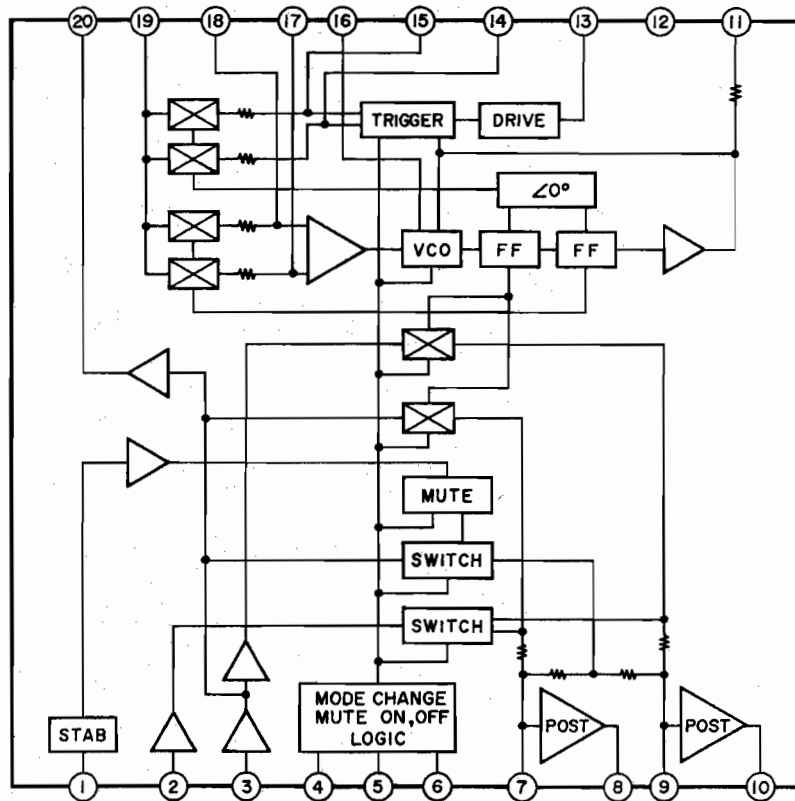 20 19 18 17 16 15 14 13 12 11
TRIGGER DRIVE
∠0°
VCO FF FF
MUTE
SWITCH
SWITCH
MODE CHANGE
MUTE ON,OFF
LOGIC
STAB POST POST
1 2 3 4 5 6 7 8 9 10